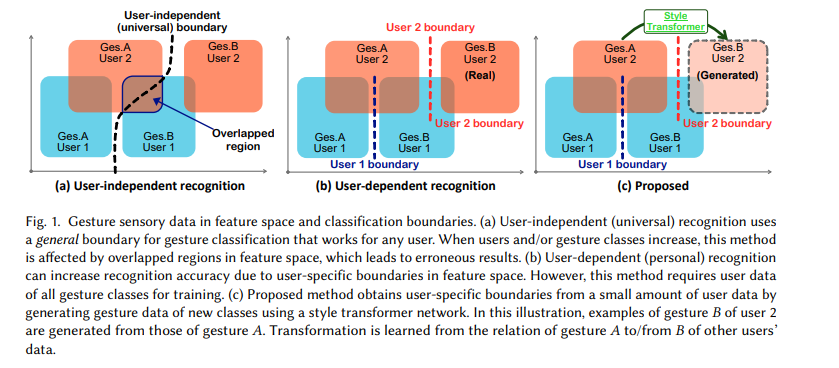 User-independent
(universal) boundary
Ges.A
User 2
Ges.B
User 2
Ges.A
User 1
Ges.B
User 1
Overlapped
region
(a) User-independent recognition
User 2 boundary
Ges.A
User 2
Ges.B
User 2
(Real)
User 2 boundary
Ges.A
User 1
Ges.B
User 1
User 1 boundary
(b) User-dependent recognition
Style
Transformer
Ges.A
User 2
Ges.B
User 2
(Generated)
User 2 boundary
Ges.A
User 1
Ges.B
User 1
User 1 boundary
(c) Proposed
Fig. 1. Gesture sensory data in feature space and classification boundaries. (a) User-independent (universal) recognition uses
a general boundary for gesture classification that works for any user. When users and/or gesture classes increase, this method
is affected by overlapped regions in feature space, which leads to erroneous results. (b) User-dependent (personal) recognition
can increase recognition accuracy due to user-specific boundaries in feature space. However, this method requires user data
of all gesture classes for training. (c) Proposed method obtains user-specific boundaries from a small amount of user data by
generating gesture data of new classes using a style transformer network. In this illustration, examples of gesture B of user 2
are generated from those of gesture A. Transformation is learned from the relation of gesture A to/from B of other users'
data.